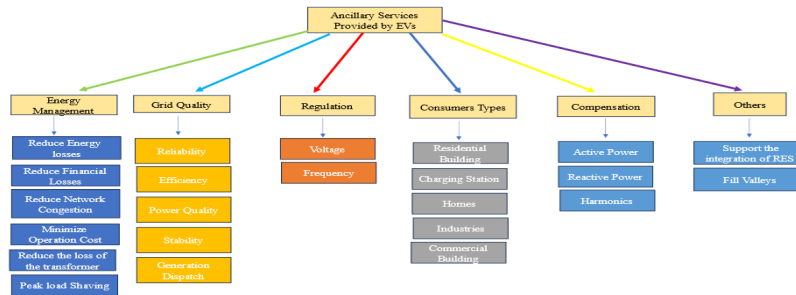 Ancillary Services
Provided by EVs
Energy
Management
Grid Quality
Regulation
Consumers Types
Compensation
Others
Reduce Energy
losses
Reduce Financial
Losses
Reduce Network
Congestion
Minimize
Operation Cost
Reduce the loss of
the transformer
Peak load Shaving
Reliability
Efficiency
Power Quality
Stability
Generation
Dispatch
Voltage
Frequency
Residential
Building
Charging Station
Homes
Industries
Commercial
Building
Active Power
Reactive Power
Harmonics
Support the
integration of RES
Fill Valleys